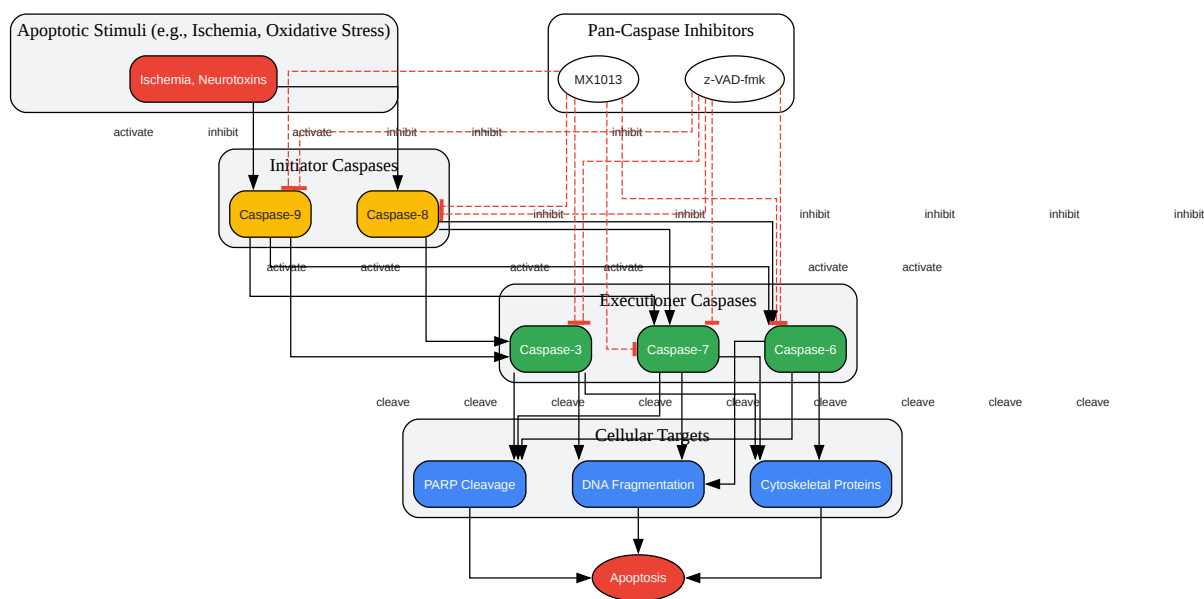 Apoptotic Stimuli (e.g., Ischemia, Oxidative Stress)
Pan-Caspase Inhibitors
Ischemia, Neurotoxins
MX1013
z-VAD-fmk
activate
inhibit
activate
inhibit
inhibit
inhibit
Initiator Caspases
Caspase-9
Caspase-8
inhibit
inhibit
inhibit
inhibit
inhibit
inhibit
activate
activate
activate
activate
activate
activate
Executioner Caspases
Caspase-3
Caspase-7
Caspase-6
cleave
cleave
cleave
cleave
cleave
cleave
cleave
cleave
cleave
Cellular Targets
PARP Cleavage
DNA Fragmentation
Cytoskeletal Proteins
Apoptosis